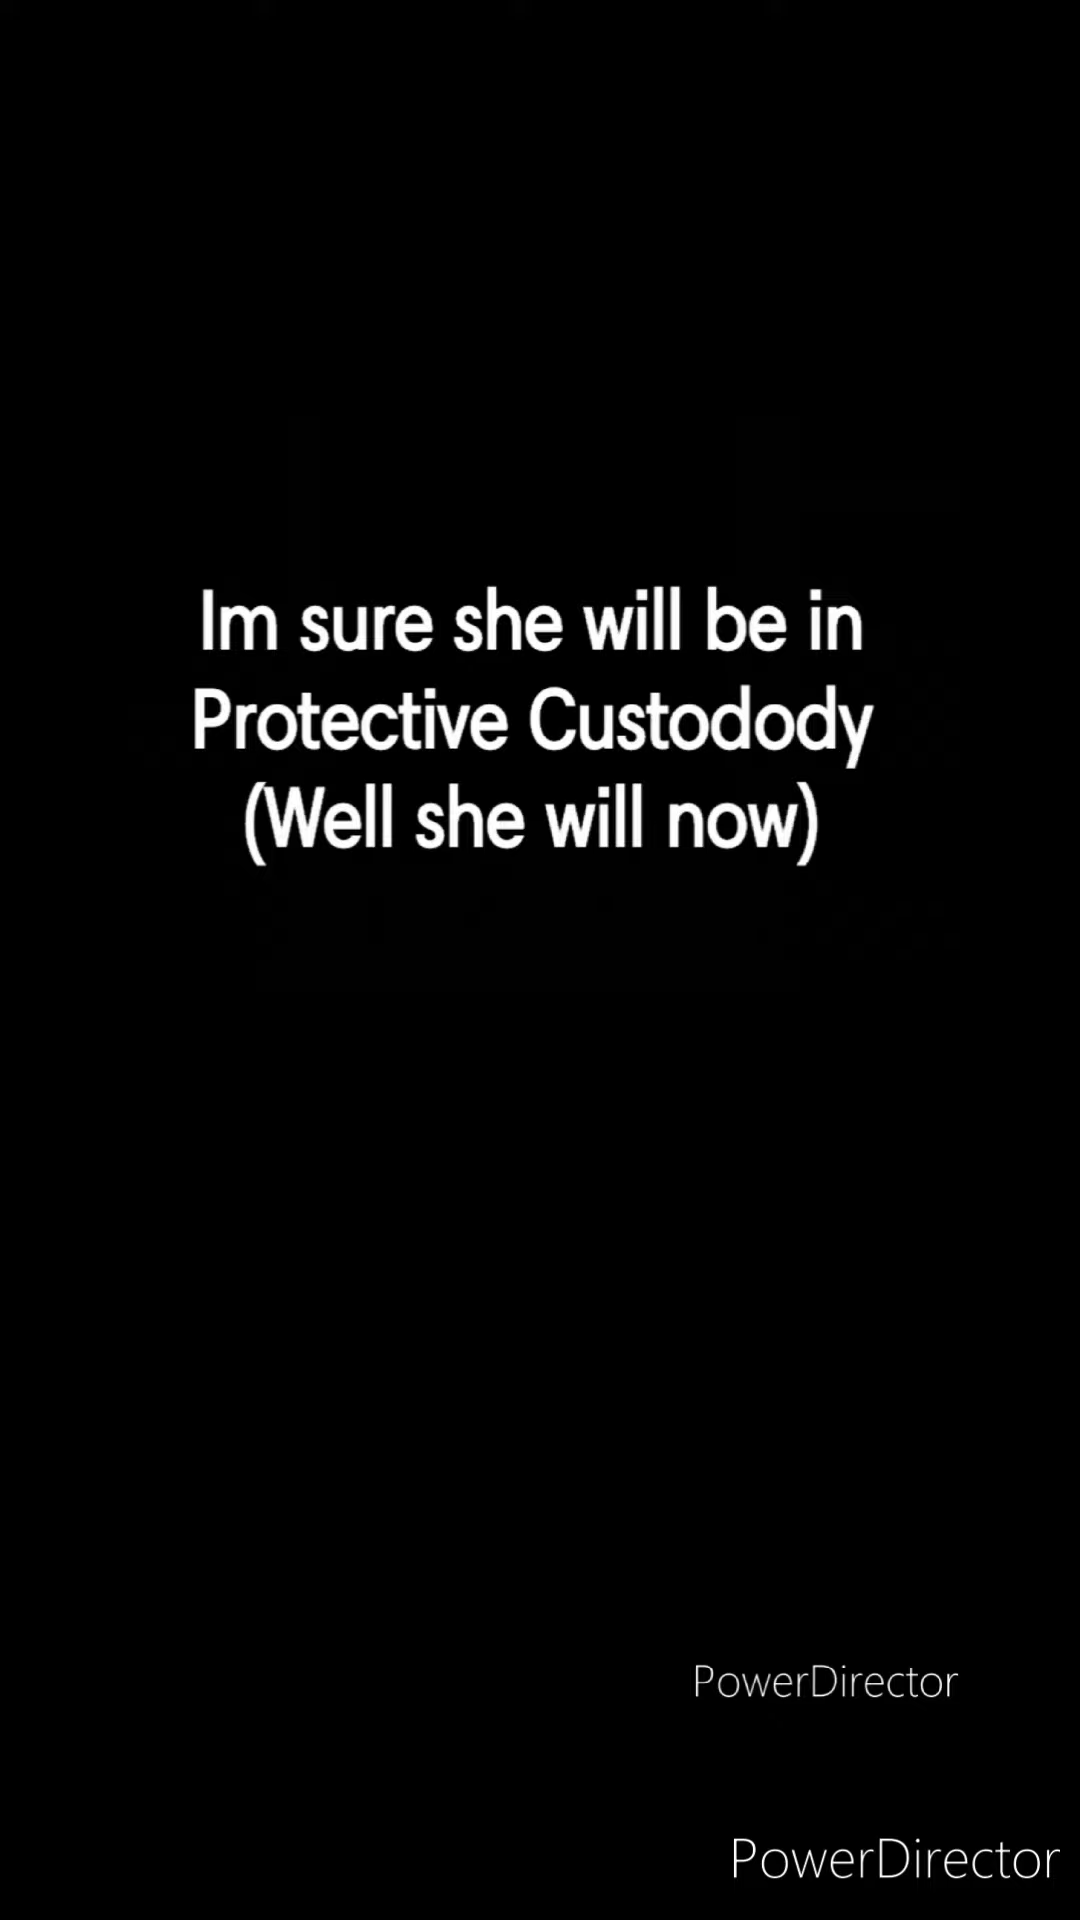 Im sure she will be in
Protective Custodody
(Well she will now)
PowerDirector
PowerDirector